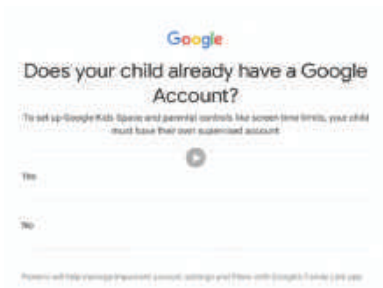 Google
Does your child already have a Google
Account?
To set up Google Kids Space and parental controls like screen time limits, your child
must have their own supervised account
Yes
No